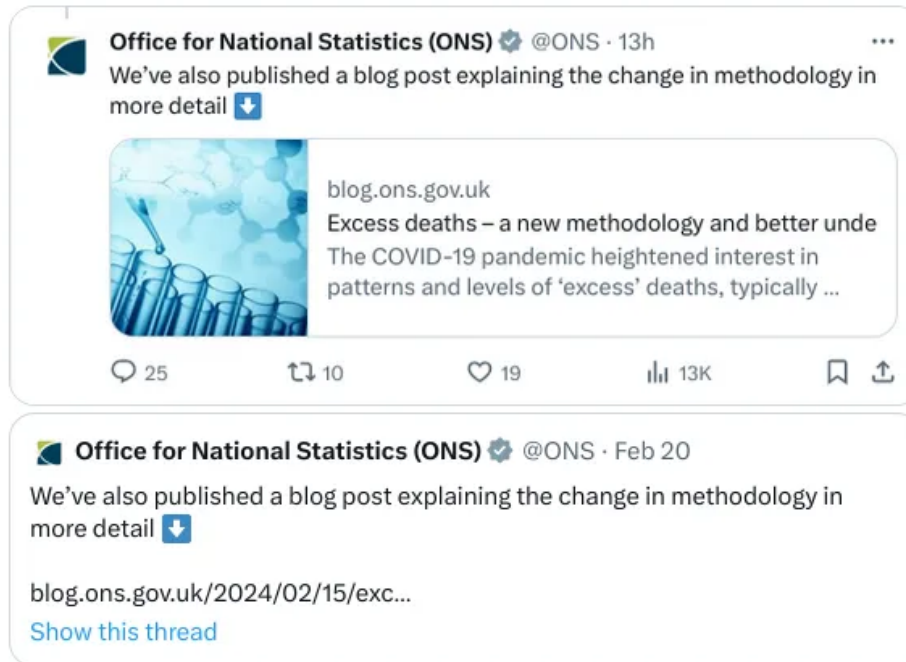 Office for National Statistics (ONS) @ONS · 13h
We’ve also published a blog post explaining the change in methodology in
more detail ⬇️
blog.ons.gov.uk
Excess deaths – a new methodology and better unde
The COVID-19 pandemic heightened interest in
patterns and levels of ‘excess’ deaths, typically ...
25 10 19 13K
Office for National Statistics (ONS) @ONS · Feb 20
We’ve also published a blog post explaining the change in methodology in
more detail ⬇️
blog.ons.gov.uk/2024/02/15/exc...
Show this thread